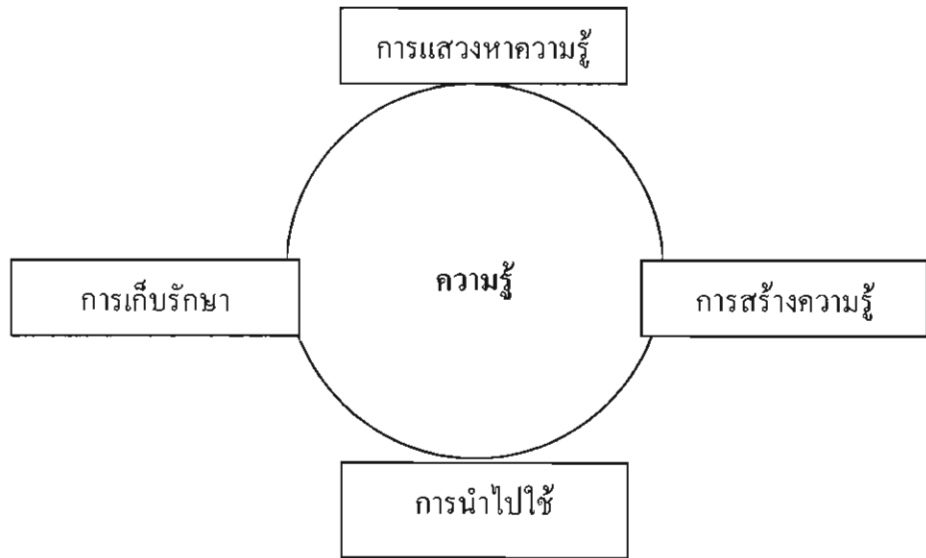 การแสวงหาความรู้
ความรู้
การเก็บรักษา
การสร้างความรู้
การนำไปใช้